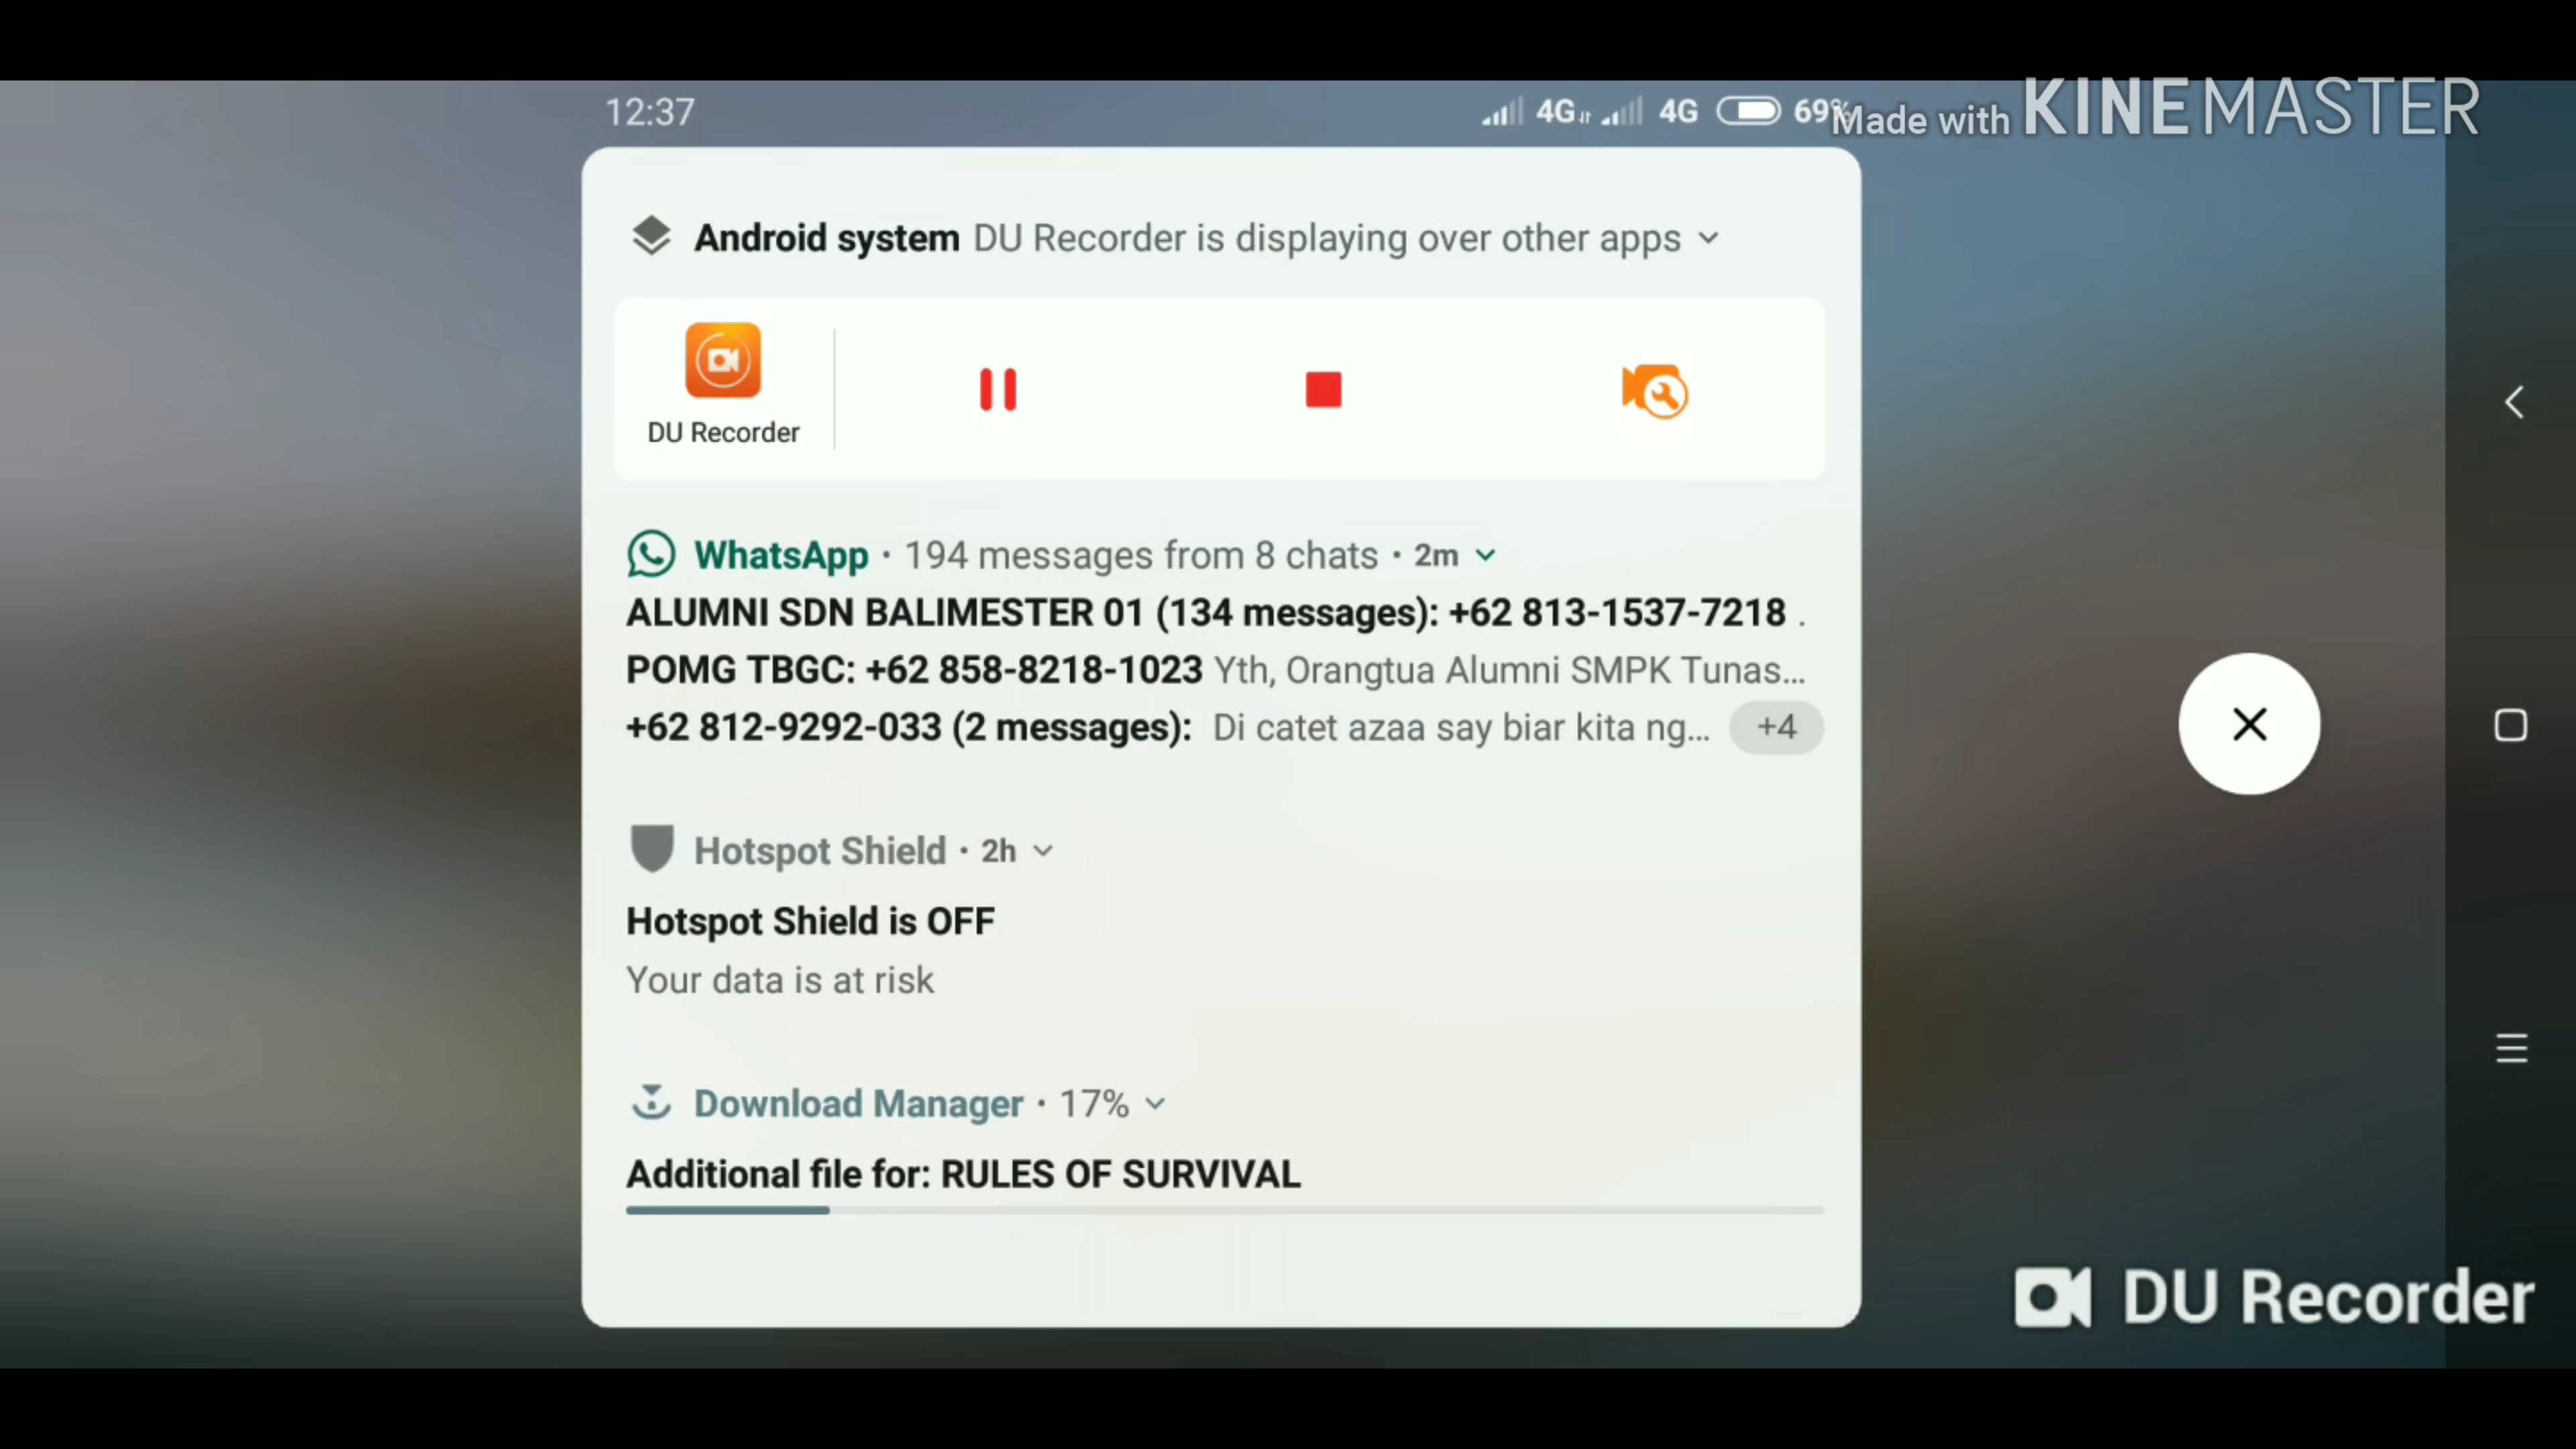 12:37 4G 4G 69%
Made with KINEMASTER
Android system DU Recorder is displaying over other apps
DU Recorder
WhatsApp · 194 messages from 8 chats · 2m
ALUMNI SDN BALIMESTER 01 (134 messages): +62 813-1537-7218 .
POMG TBGC: +62 858-8218-1023 Yth, Orangtua Alumni SMPK Tunas...
+62 812-9292-033 (2 messages): Di catet azaa say biar kita ng... +4
Hotspot Shield · 2h
Hotspot Shield is OFF
Your data is at risk
Download Manager · 17%
Additional file for: RULES OF SURVIVAL
DU Recorder